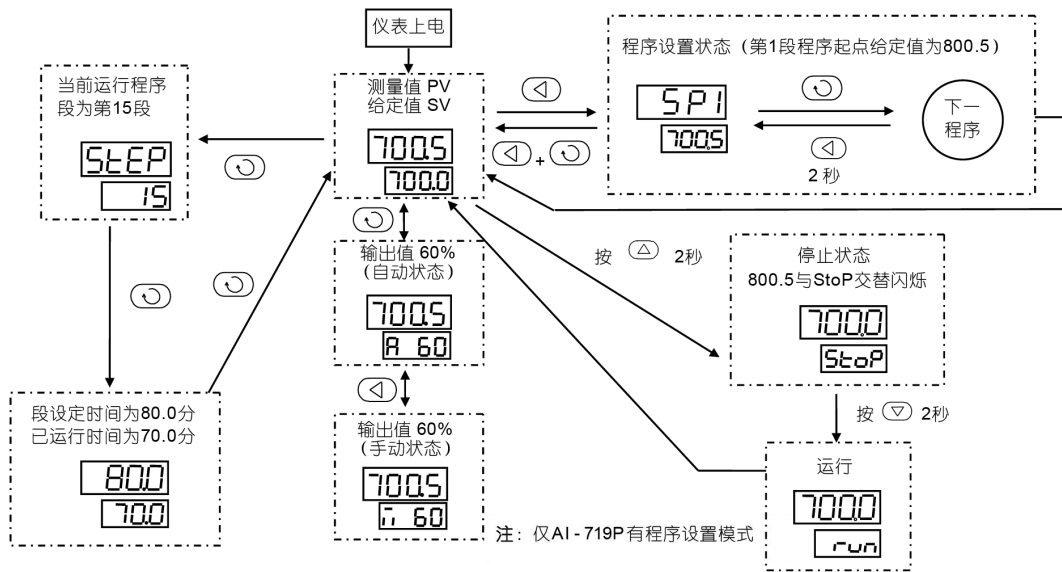 仪表上电
测量值 PV
给定值 SV
700.5
700.0
程序设置状态（第1段程序起点给定值为800.5）
SP1
700.5
下一
程序
+
2 秒
当前运行程序
段为第15段
StEP
15
输出值 60%
（自动状态）
700.5
A 60
按
2秒
停止状态
800.5与StoP交替闪烁
700.0
StoP
段设定时间为80.0分
已运行时间为70.0分
80.0
70.0
输出值 60%
（手动状态）
700.5
60
按
2秒
运行
700.0
run
注：仅AI - 719P有程序设置模式